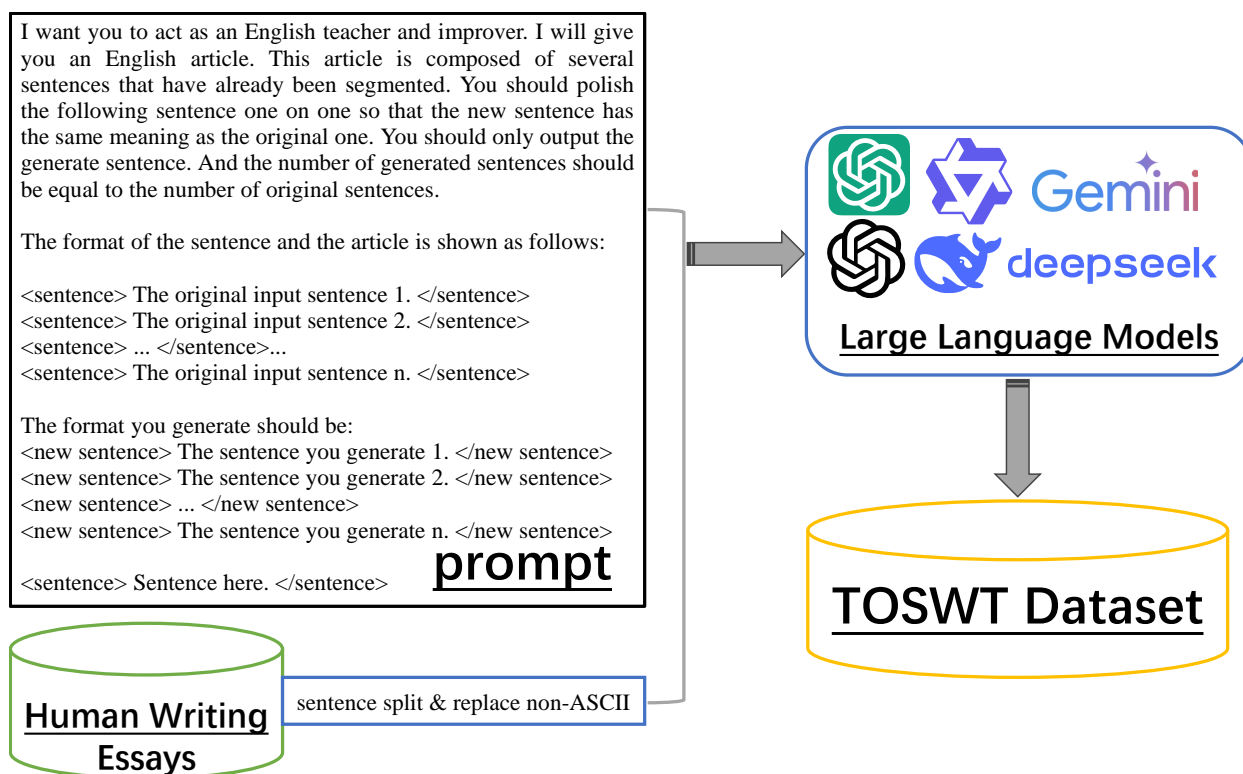 I want you to act as an English teacher and improver. I will give
you an English article. This article is composed of several
sentences that have already been segmented. You should polish
the following sentence one on one so that the new sentence has
the same meaning as the original one. You should only output the
generate sentence. And the number of generated sentences should
be equal to the number of original sentences.
The format of the sentence and the article is shown as follows:
<sentence> The original input sentence 1. </sentence>
<sentence> The original input sentence 2. </sentence>
<sentence> ... </sentence>...
<sentence> The original input sentence n. </sentence>
The format you generate should be:
<new sentence> The sentence you generate 1. </new sentence>
<new sentence> The sentence you generate 2. </new sentence>
<new sentence> ... </new sentence>
<new sentence> The sentence you generate n. </new sentence>
<sentence> Sentence here. </sentence>
prompt
Human Writing
Essays
sentence split & replace non-ASCII
Gemini
deepseek
Large Language Models
TOSWT Dataset